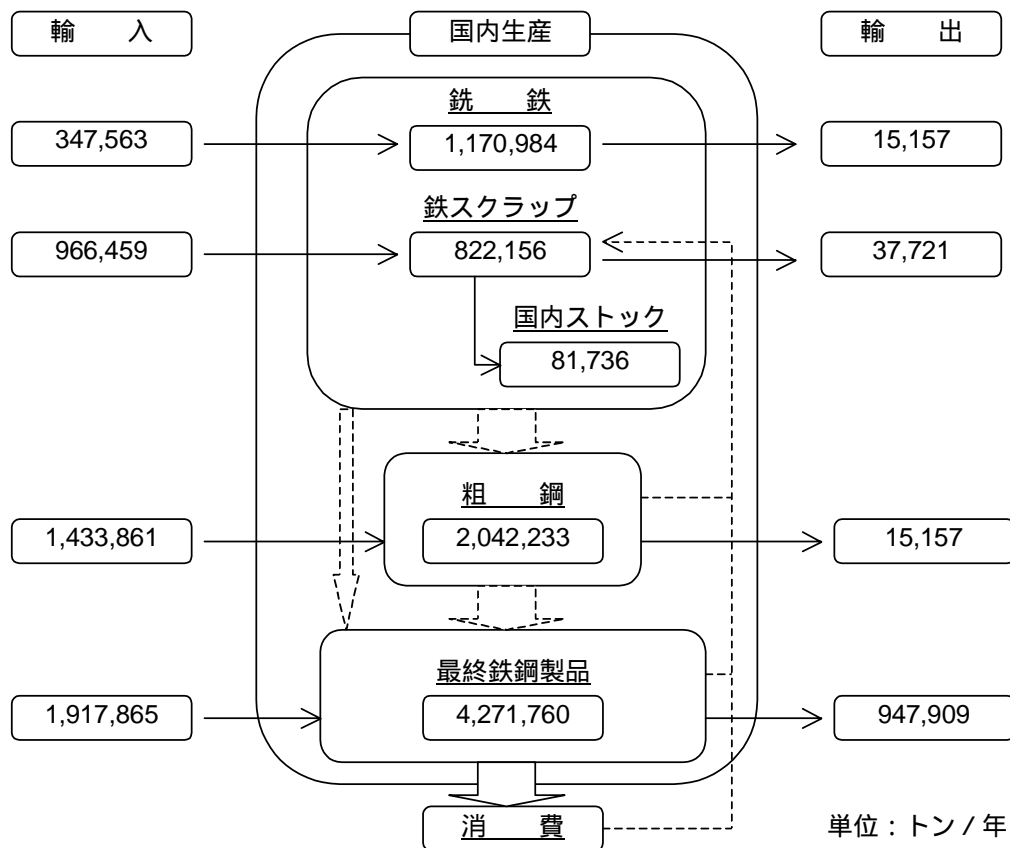 輸　入
国内生産
輸　出
銑　鉄
347,563
1,170,984
15,157
鉄スクラップ
966,459
822,156
37,721
国内ストック
81,736
粗　鋼
1,433,861
2,042,233
15,157
最終鉄鋼製品
1,917,865
4,271,760
947,909
消　費
単位：トン / 年